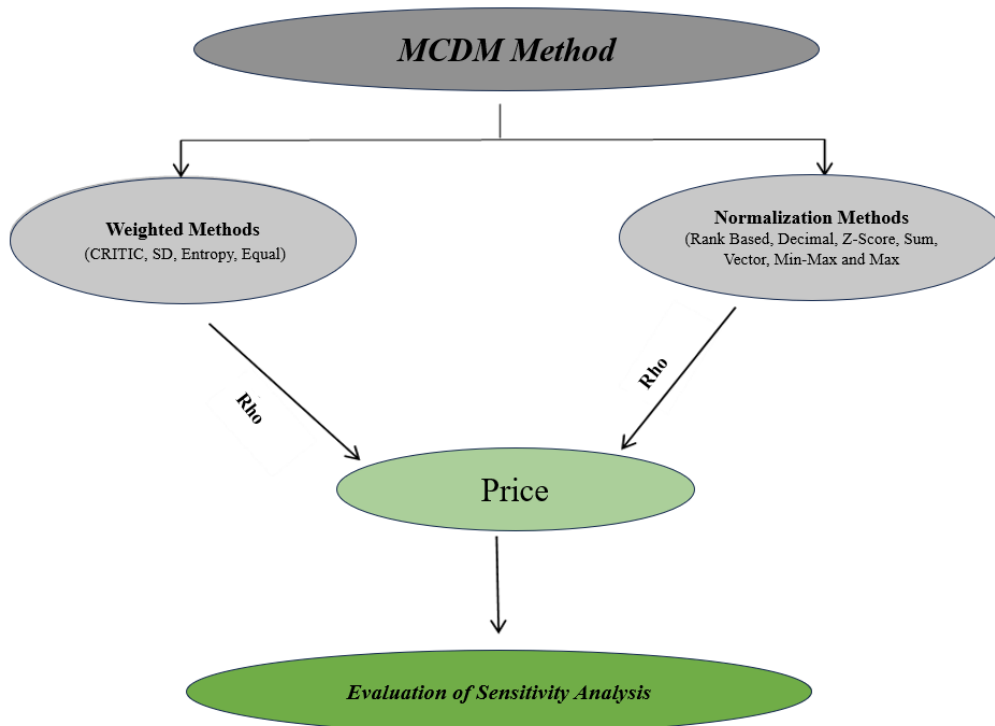 MCDM Method
Weighted Methods
(CRITIC, SD, Entropy, Equal)
Normalization Methods
(Rank Based, Decimal, Z-Score, Sum,
Vector, Min-Max and Max
Rho
Rho
Price
Evaluation of Sensitivity Analysis